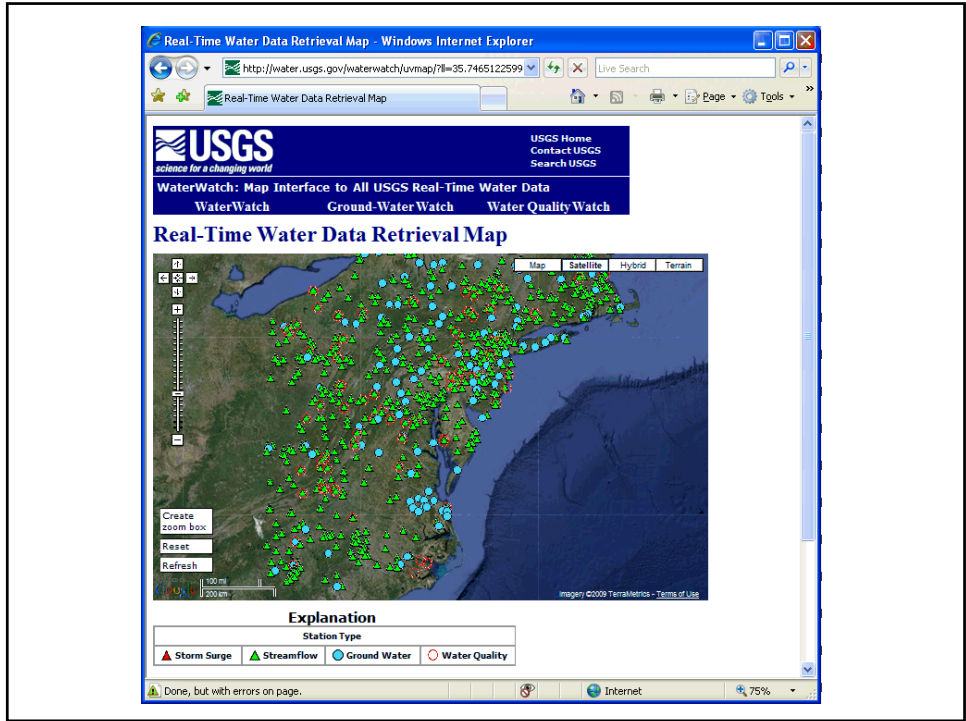 Real-Time Water Data Retrieval Map - Windows Internet Explorer
http://water.usgs.gov/waterwatch/uvmap/?ll=35.7465122599
Live Search
Real-Time Water Data Retrieval Map
Page
Tools
USGS
science for a changing world
USGS Home
Contact USGS
Search USGS
WaterWatch: Map Interface to All USGS Real-Time Water Data
WaterWatch Ground-Water Watch Water Quality Watch
Real-Time Water Data Retrieval Map
Map Satellite Hybrid Terrain
Create
zoom box
Reset
Refresh
Google
100 mi
200 km
Imagery ©2009 TerraMetrics - Terms of Use
Explanation
Station Type
Storm Surge Streamflow Ground Water Water Quality
Done, but with errors on page.
Internet
75%